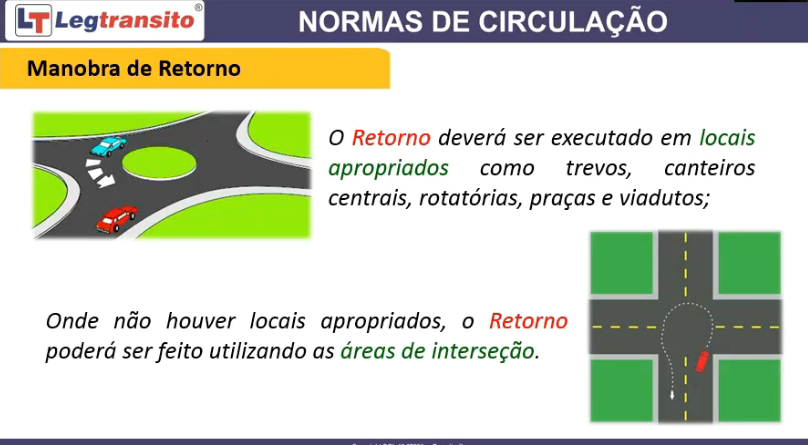 LT Legtransito®
NORMAS DE CIRCULAÇÃO
Manobra de Retorno
O Retorno deverá ser executado em locais
apropriados como trevos, canteiros
centrais, rotatórias, praças e viadutos;
Onde não houver locais apropriados, o Retorno
poderá ser feito utilizando as áreas de interseção.